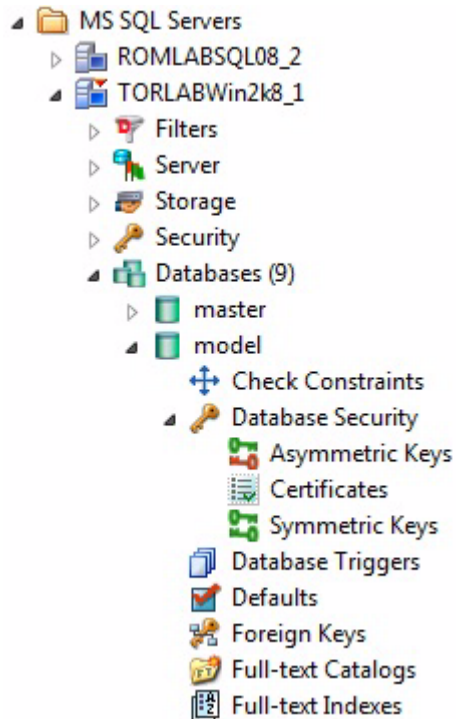 MS SQL Servers
ROMLABSQL08_2
TORLABWin2k8_1
Filters
Server
Storage
Security
Databases (9)
master
model
Check Constraints
Database Security
Asymmetric Keys
Certificates
Symmetric Keys
Database Triggers
Defaults
Foreign Keys
Full-text Catalogs
Full-text Indexes